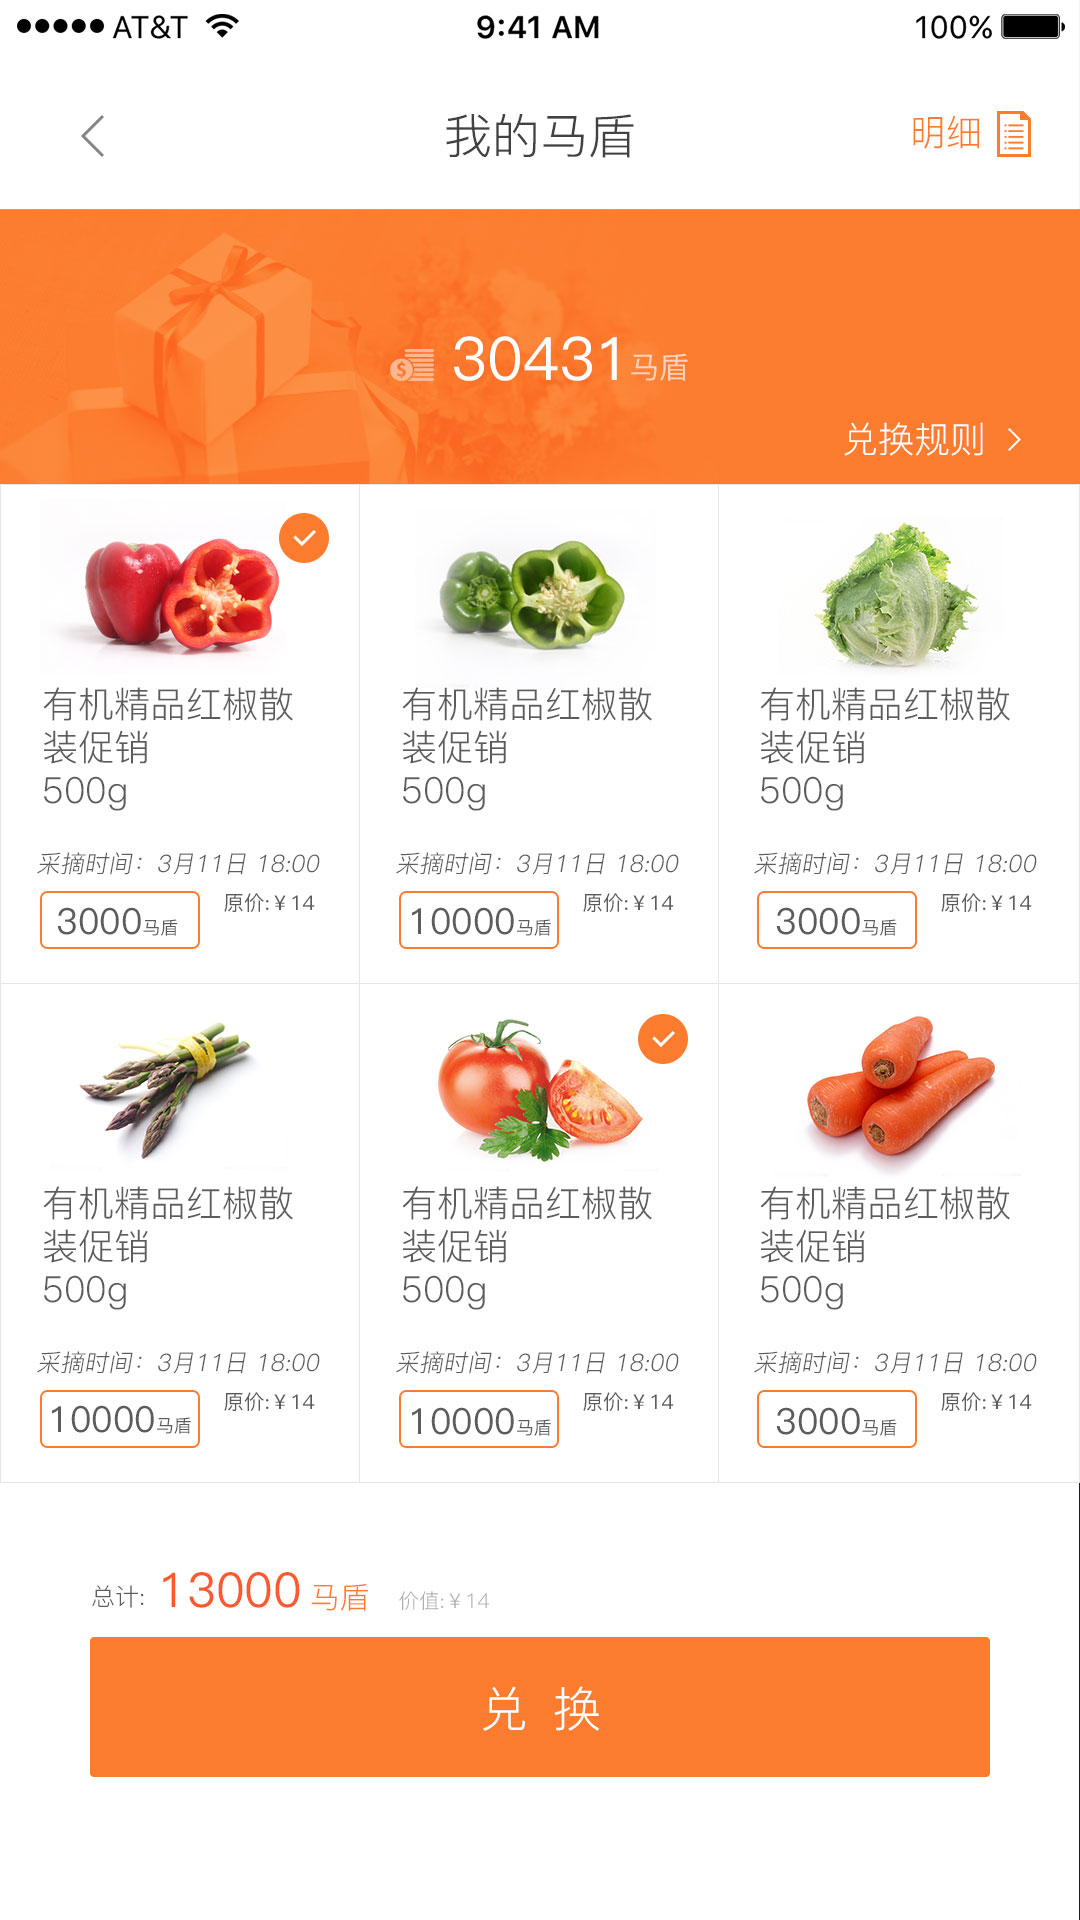 AT&T 9:41 AM 100%
我的马盾
明细
30431马盾
兑换规则
有机精品红椒散
装促销
500g
采摘时间：3月11日 18:00
3000马盾 原价:¥14
有机精品红椒散
装促销
500g
采摘时间：3月11日 18:00
10000马盾 原价:¥14
有机精品红椒散
装促销
500g
采摘时间：3月11日 18:00
3000马盾 原价:¥14
有机精品红椒散
装促销
500g
采摘时间：3月11日 18:00
10000马盾 原价:¥14
有机精品红椒散
装促销
500g
采摘时间：3月11日 18:00
10000马盾 原价:¥14
有机精品红椒散
装促销
500g
采摘时间：3月11日 18:00
3000马盾 原价:¥14
总计: 13000 马盾 价值:¥14
兑 换